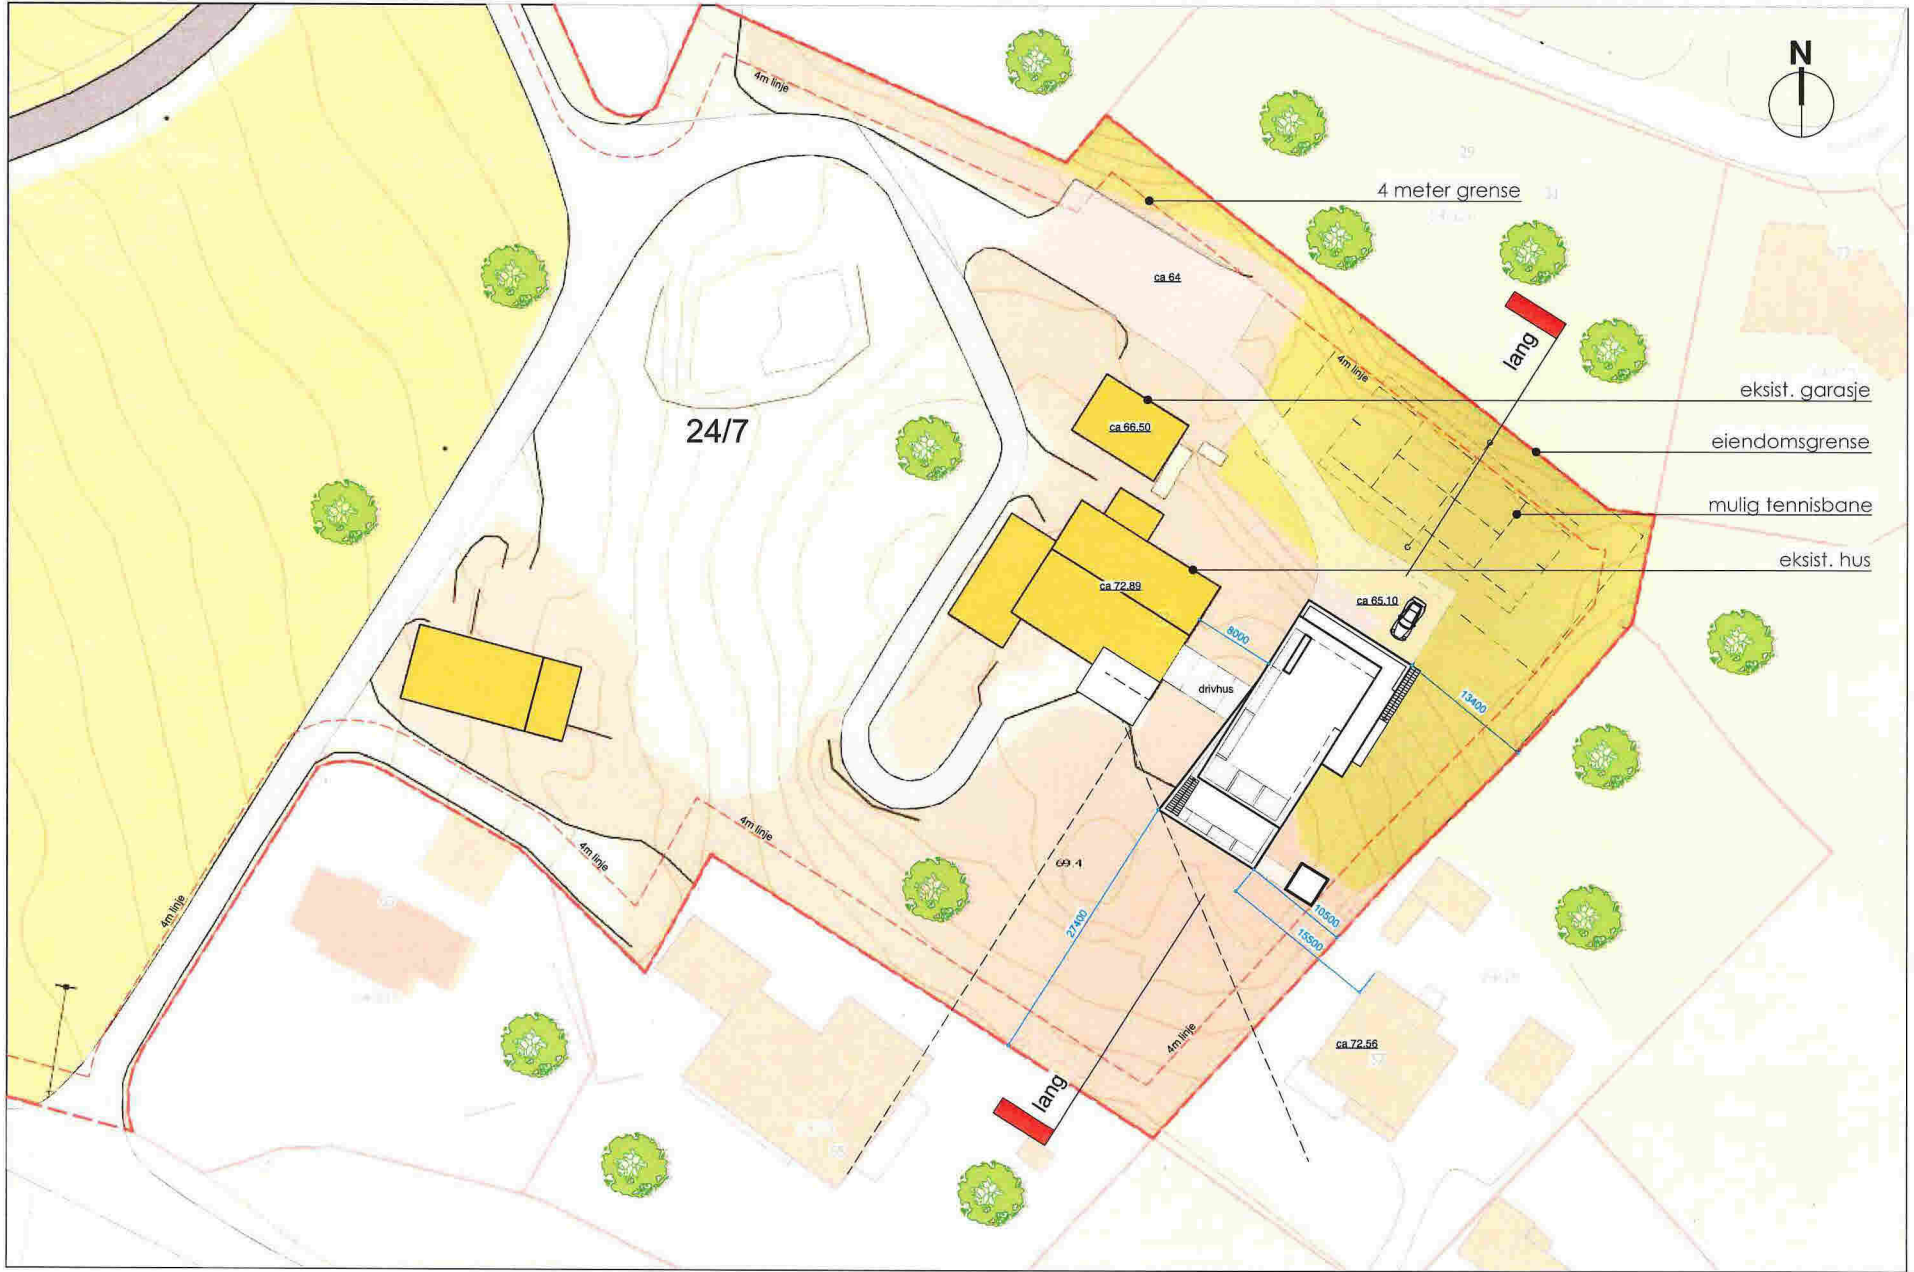 N
4m linje
29
31
4 meter grense
ca 64
lang
4m linje
eksist. garasje
ca 66.50
24/7
eiendomsgrense
mulig tennisbane
eksist. hus
ca 72.89
ca 65.10
8000
drivhus
13400
4m linje
4m linje
69.4
4m linje
27400
10500
15500
4m linje
ca 72.56
lang